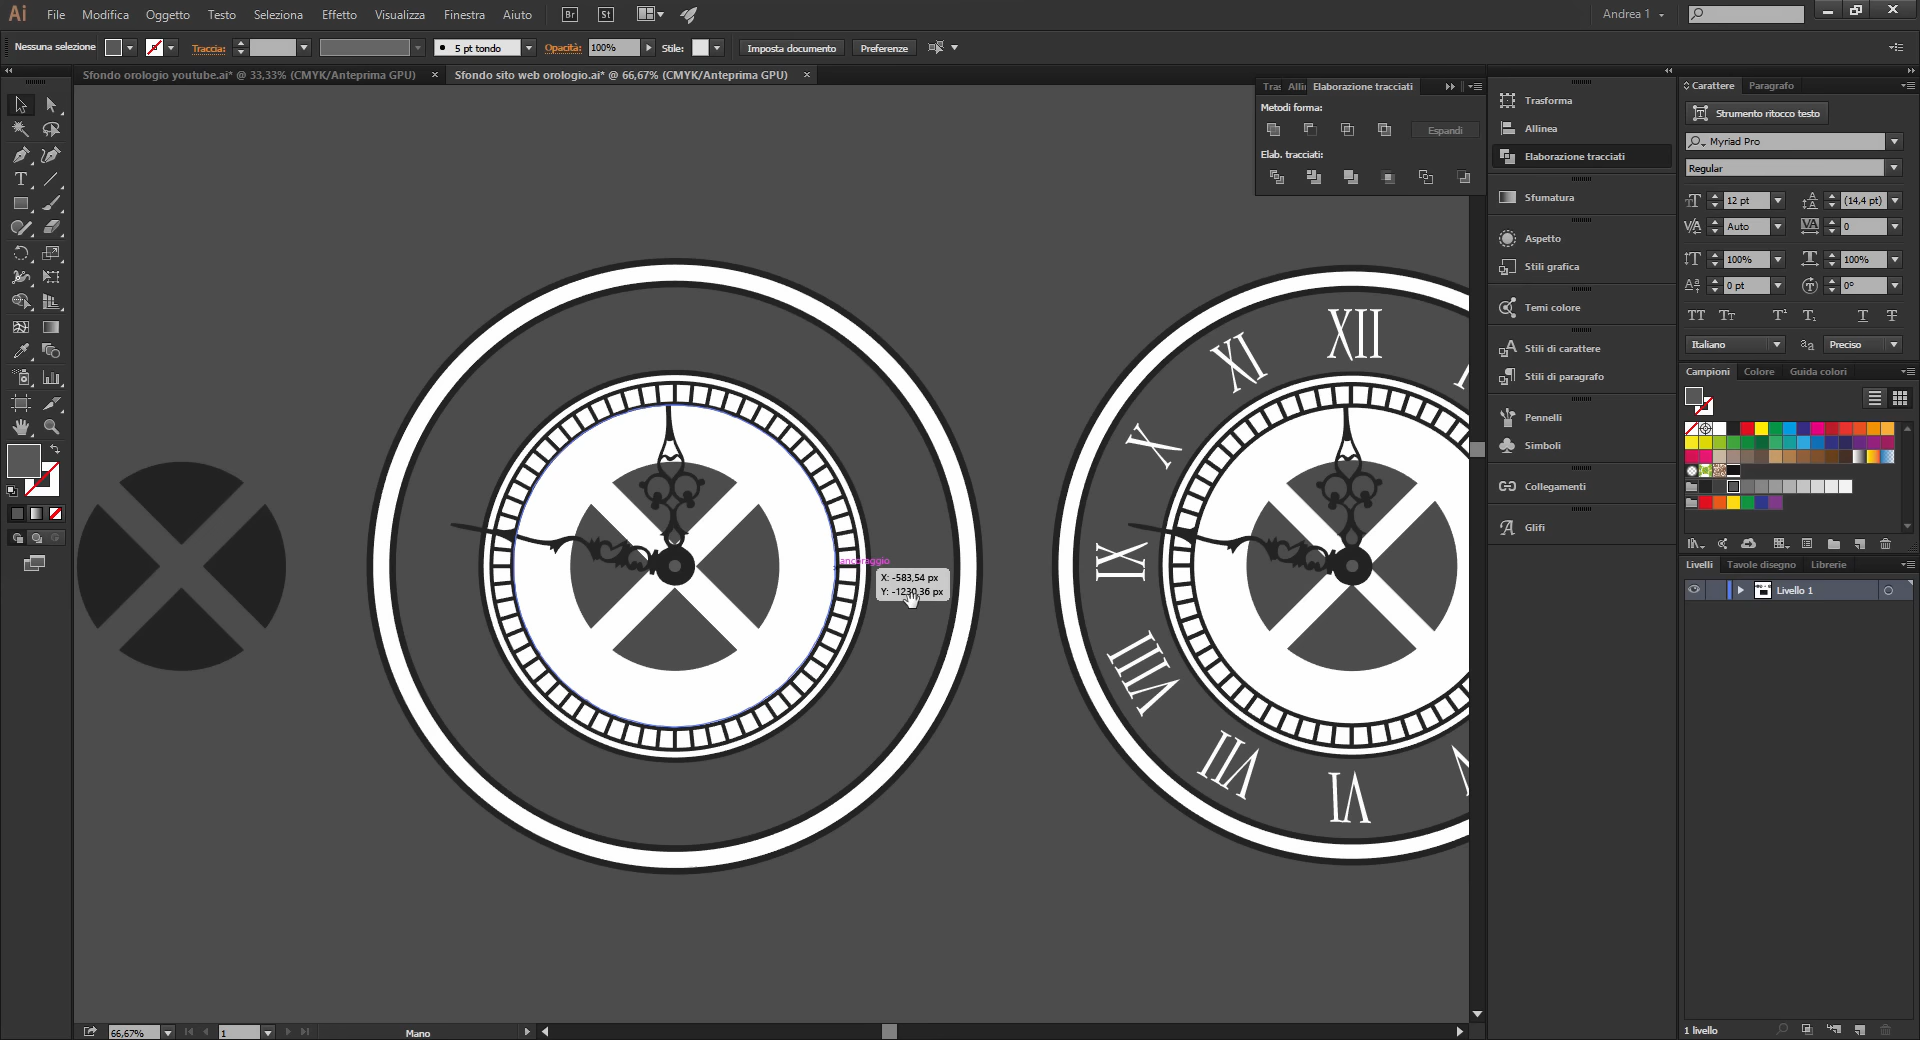 Ai File Modifica Oggetto Testo Seleziona Effetto Visualizza Finestra Aiuto Br St Andrea 1
Nessuna selezione Traccia: 5 pt tondo Opacità: 100% Stile: Imposta documento Preferenze
Sfondo orologio youtube.ai* @ 33,33% (CMYK/Anteprima GPU) × Sfondo sito web orologio.ai* @ 66,67% (CMYK/Anteprima GPU) ×
Tras Allin Elaborazione tracciati
Metodi forma:
Espandi
Elab. tracciati:
Trasforma
Allinea
Elaborazione tracciati
Sfumatura
Aspetto
Stili grafica
Temi colore
Stili di carattere
Stili di paragrafo
Pennelli
Simboli
Collegamenti
Glifi
Carattere Paragrafo
Strumento ritocco testo
Myriad Pro
Regular
12 pt (14,4 pt)
Auto 0
100% 100%
0 pt 0°
Italiano Preciso
Campioni Colore Guida colori
Livelli Tavole disegno Librerie
Livello 1
1 livello
XII
XI
X
IX
VIIII
VII
VI
ancoraggio
X: -583,54 px
Y: -1230,36 px
66,67% 1 Mano